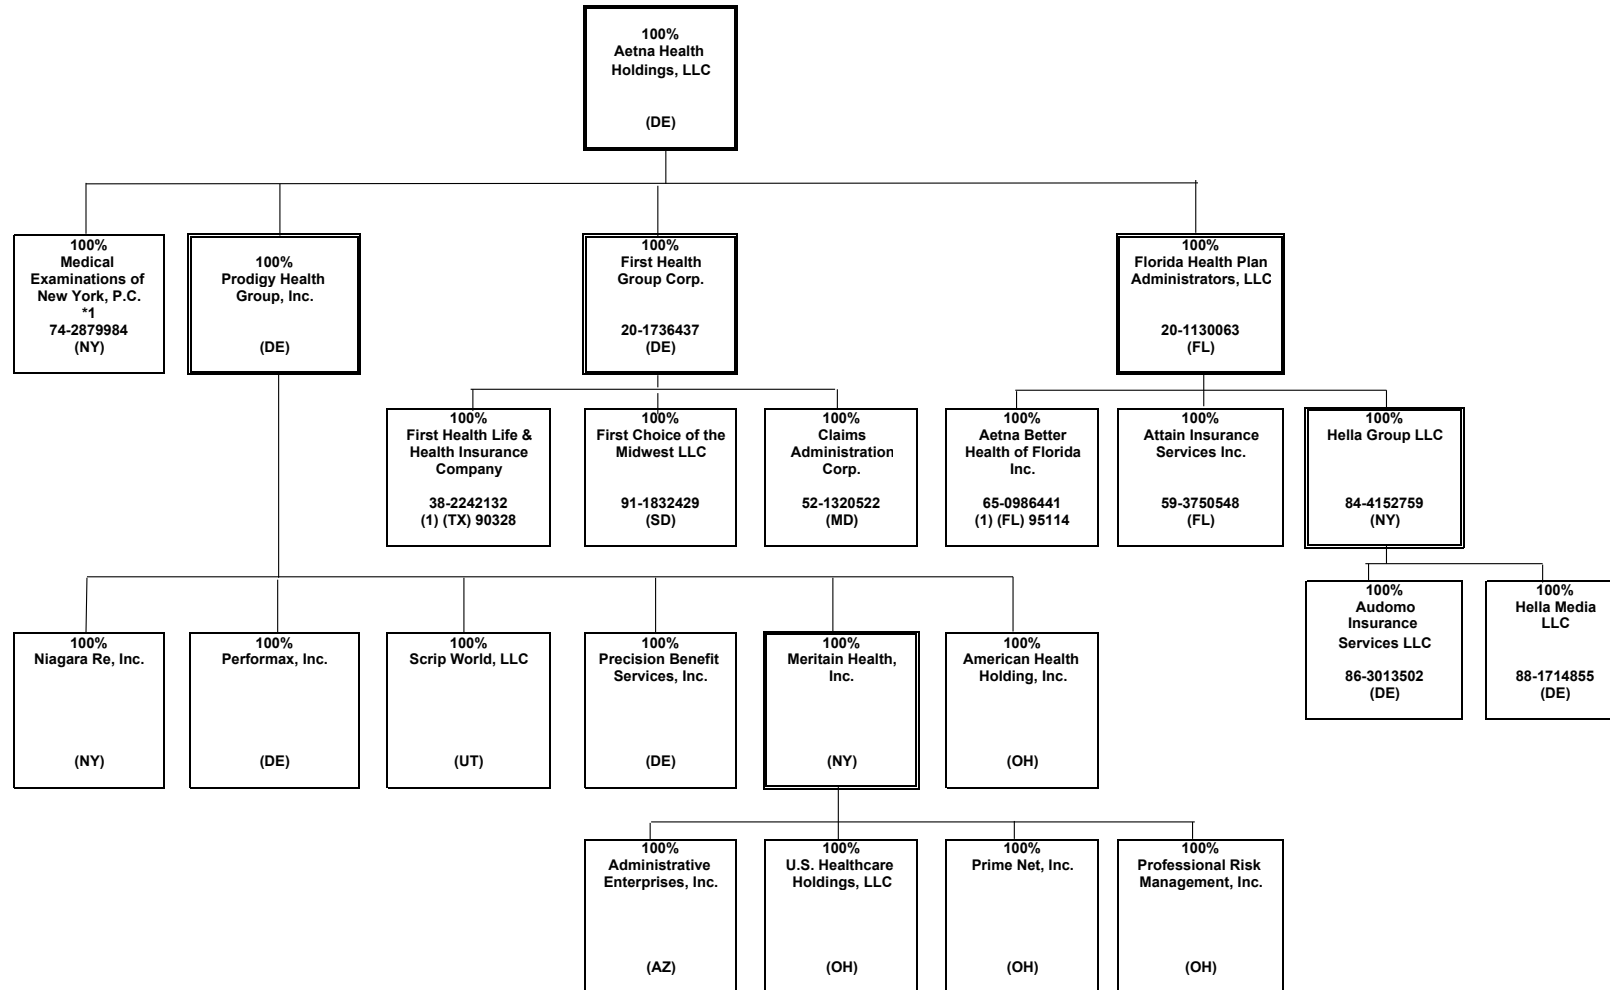 100%
Aetna Health
Holdings, LLC
(DE)
100%
Medical
Examinations of
New York, P.C.
*1
74-2879984
(NY)
100%
Prodigy Health
Group, Inc.
(DE)
100%
First Health
Group Corp.
20-1736437
(DE)
100%
Florida Health Plan
Administrators, LLC
20-1130063
(FL)
100%
First Health Life &
Health Insurance
Company
38-2242132
(1) (TX) 90328
100%
First Choice of the
Midwest LLC
91-1832429
(SD)
100%
Claims
Administration
Corp.
52-1320522
(MD)
100%
Aetna Better
Health of Florida
Inc.
65-0986441
(1) (FL) 95114
100%
Attain Insurance
Services Inc.
59-3750548
(FL)
100%
Hella Group LLC
84-4152759
(NY)
100%
Audomo
Insurance
Services LLC
86-3013502
(DE)
100%
Hella Media
LLC
88-1714855
(DE)
100%
Niagara Re, Inc.
(NY)
100%
Performax, Inc.
(DE)
100%
Scrip World, LLC
(UT)
100%
Precision Benefit
Services, Inc.
(DE)
100%
Meritain Health,
Inc.
(NY)
100%
American Health
Holding, Inc.
(OH)
100%
Administrative
Enterprises, Inc.
(AZ)
100%
U.S. Healthcare
Holdings, LLC
(OH)
100%
Prime Net, Inc.
(OH)
100%
Professional Risk
Management, Inc.
(OH)